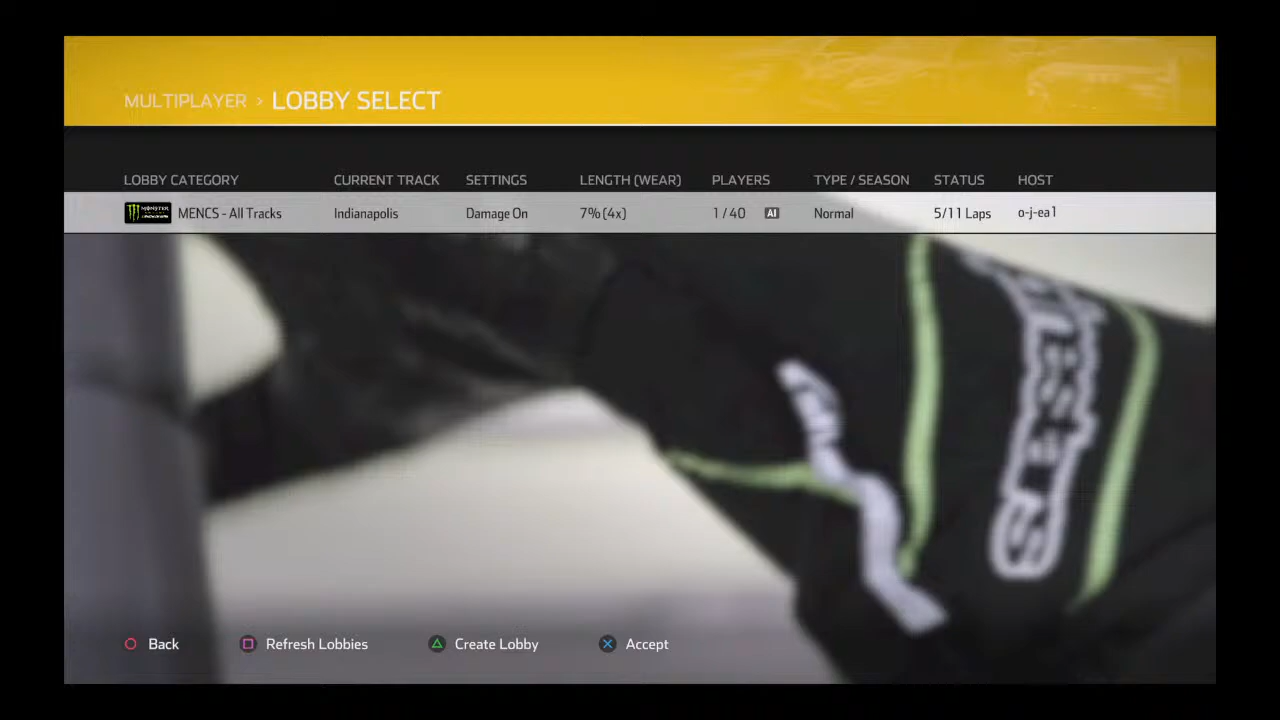 MULTIPLAYER > LOBBY SELECT
LOBBY CATEGORY CURRENT TRACK SETTINGS LENGTH (WEAR) PLAYERS TYPE / SEASON STATUS HOST
MONSTER MENCS - All Tracks Indianapolis Damage On 7% (4x) 1 / 40 AI Normal 5/11 Laps o-j-ea1
Back Refresh Lobbies Create Lobby Accept